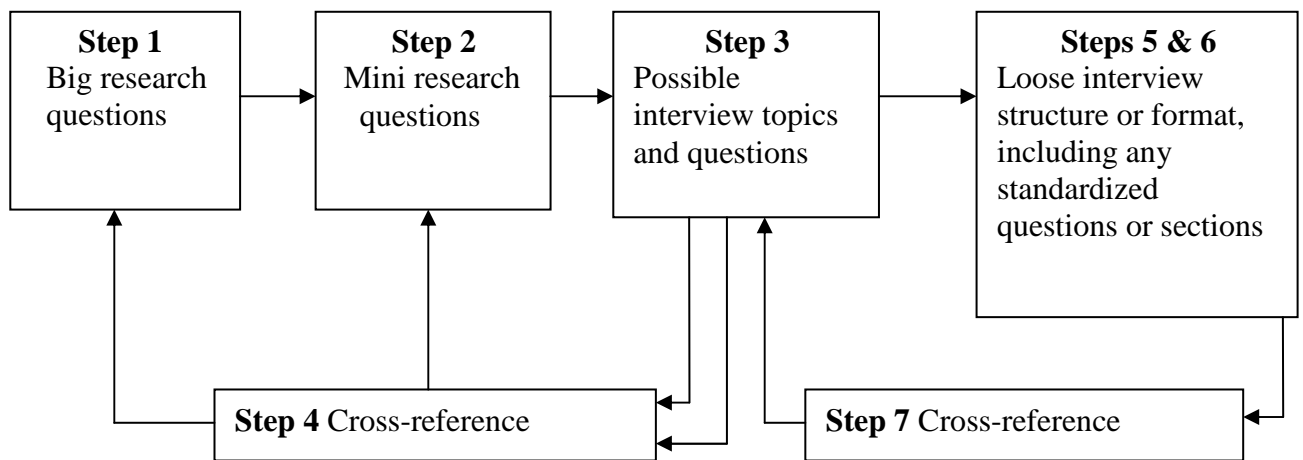 Step 1
Big research
questions
Step 2
Mini research
questions
Step 3
Possible
interview topics
and questions
Steps 5 & 6
Loose interview
structure or format,
including any
standardized
questions or sections
Step 4 Cross-reference
Step 7 Cross-reference